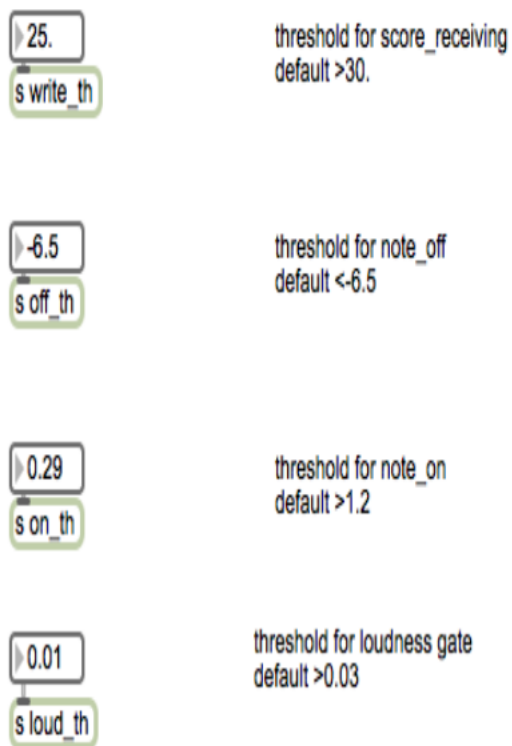 25.
s write_th
threshold for score_receiving
default >30.
-6.5
s off_th
threshold for note_off
default <-6.5
0.29
s on_th
threshold for note_on
default >1.2
0.01
s loud_th
threshold for loudness gate
default >0.03